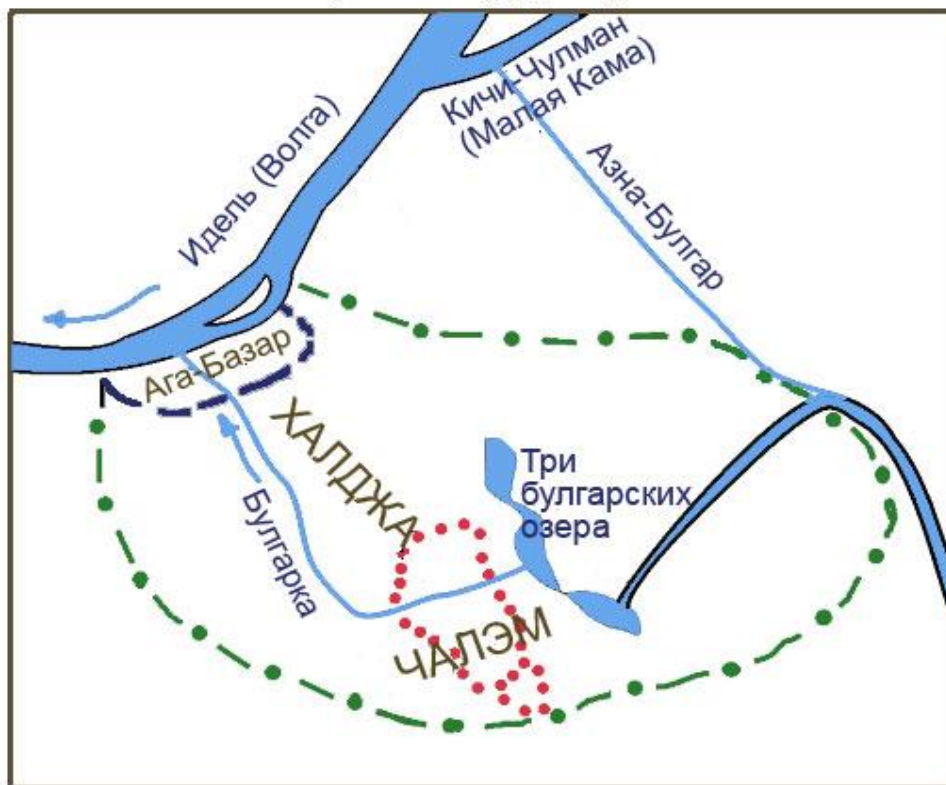 Кичи-Чулман
(Малая Кама)
Идель (Волга)
Азна-Булгар
Ага-Базар
ХАЛДЖА
Три
булгарских
озера
Булгарка
ЧАЛЭМ